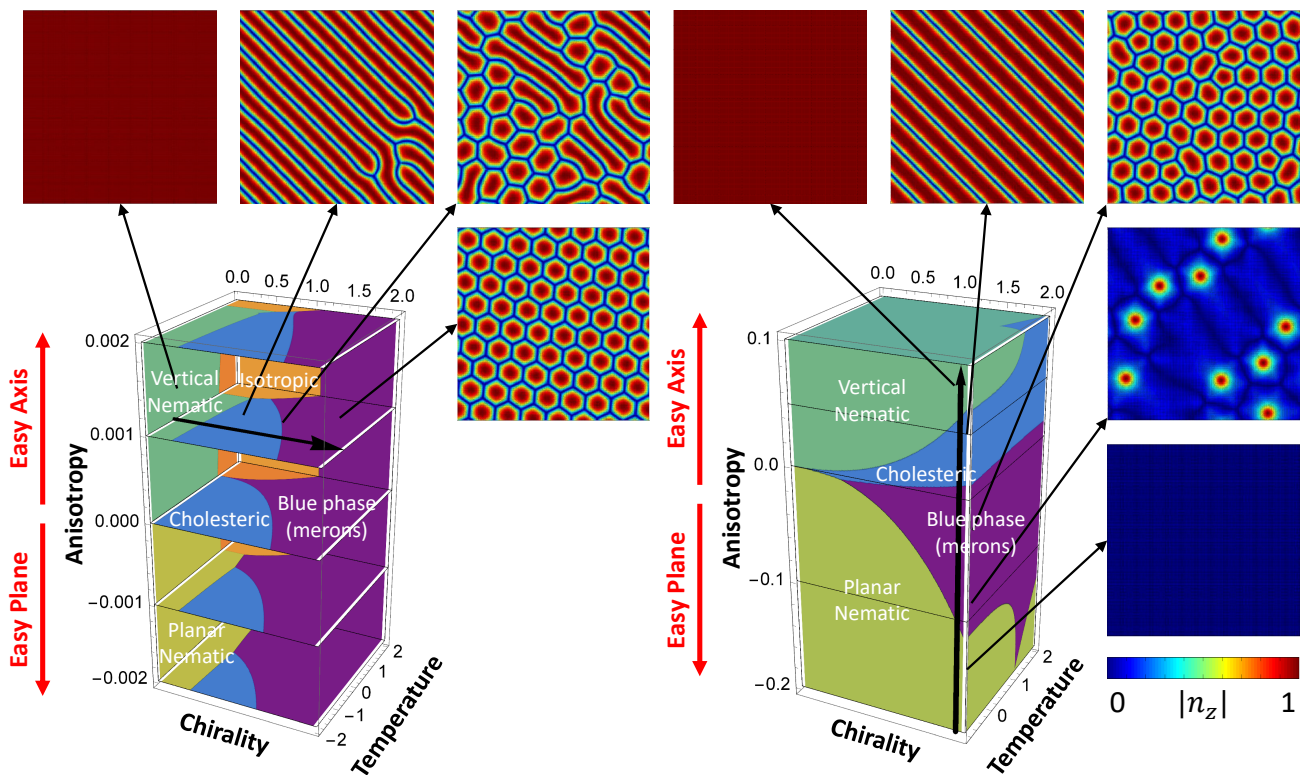 0.0
0.5
1.0
2.0
0.002
0.001
0.000
−0.001
−0.002
Easy Axis
Easy Plane
Anisotropy
Vertical
Nematic
Isotropic
Cholesteric
Blue phase
(merons)
Planar
Nematic
Chirality
−2
−1
0
1
2
Temperature
0.0
0.5
1.0
2.0
0.1
0.0
−0.1
−0.2
Easy Axis
Easy Plane
Anisotropy
Vertical
Nematic
Cholesteric
Blue phase
(merons)
Planar
Nematic
Chirality
0
1
2
Temperature
0 |n_z| 1